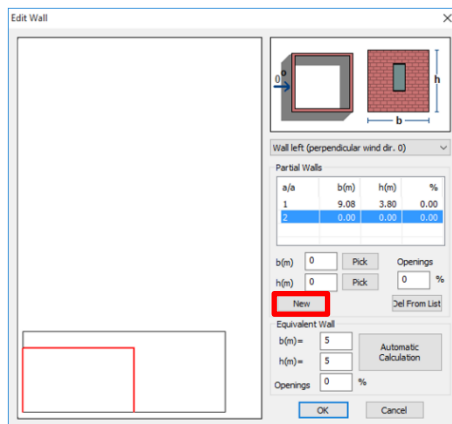 Edit Wall
0°
h
b
Wall left (perpendicular wind dir. 0)
Partial Walls
a/a b(m) h(m) %
1 9.08 3.80 0.00
2 0.00 0.00 0.00
b(m) 0 Pick Openings
h(m) 0 Pick 0 %
New Del From List
Equivalent Wall
b(m)= 5
Automatic
Calculation
h(m)= 5
Openings 0 %
OK Cancel